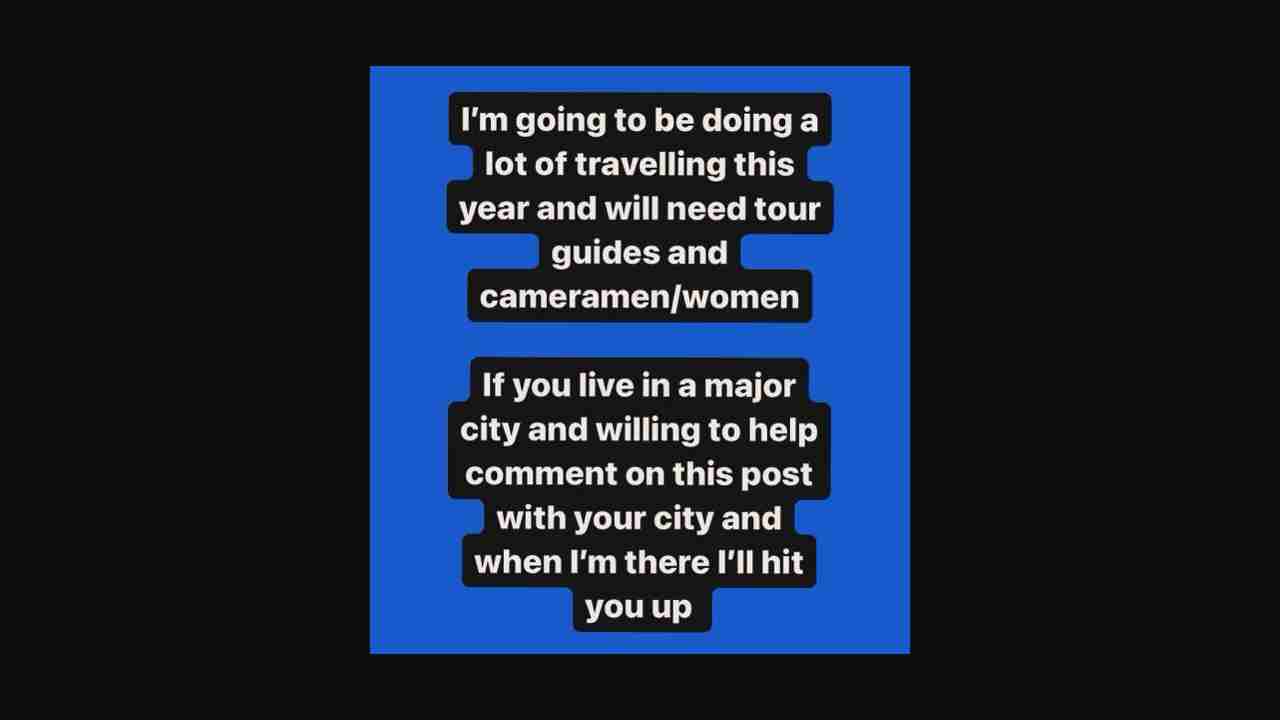 I'm going to be doing a
lot of travelling this
year and will need tour
guides and
cameramen/women
If you live in a major
city and willing to help
comment on this post
with your city and
when I'm there I'll hit
you up